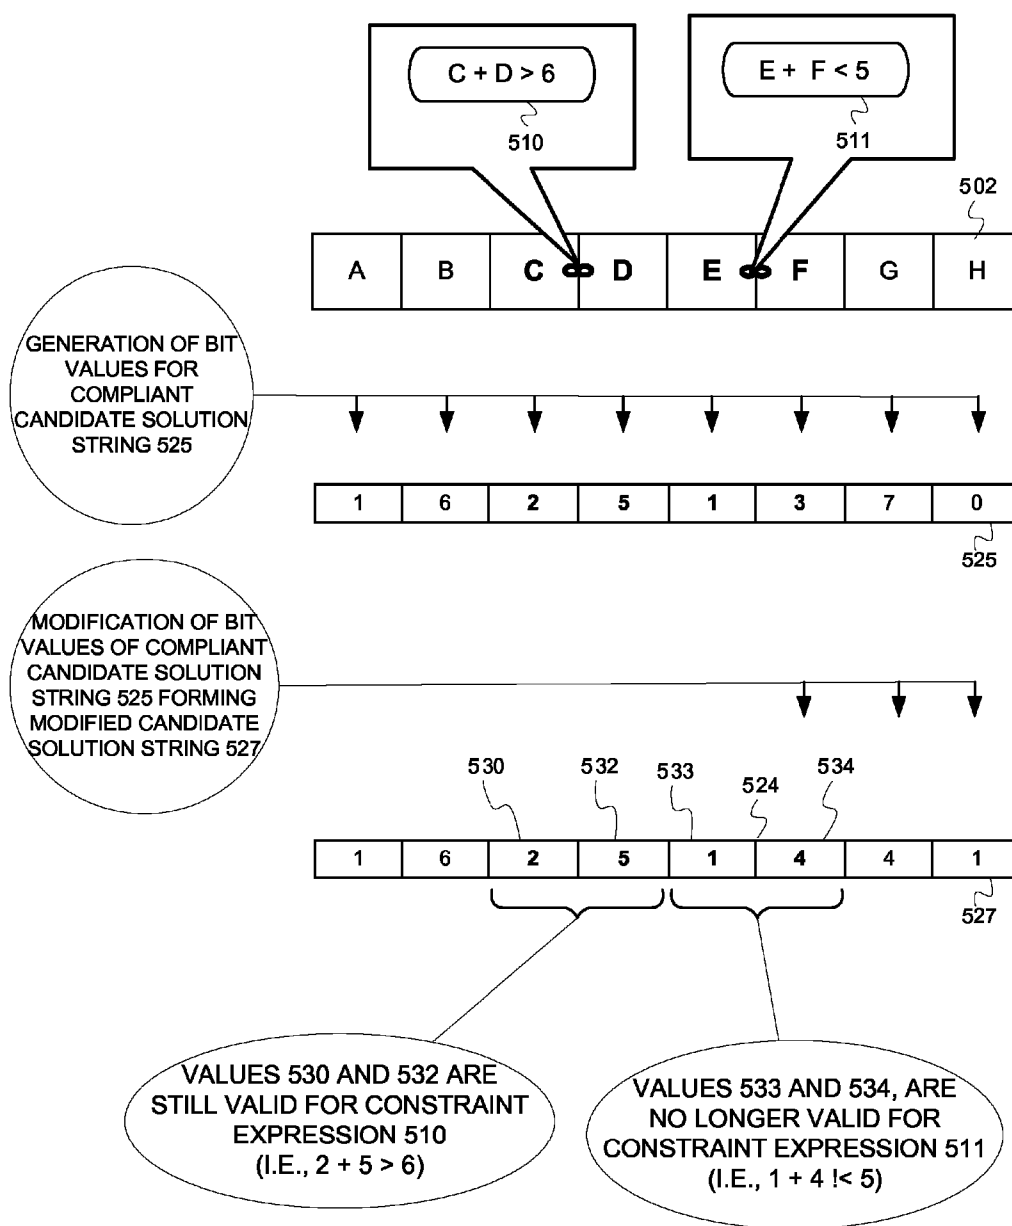 C + D > 6
510
E + F < 5
511
502
A B C D E F G H
GENERATION OF BIT
VALUES FOR
COMPLIANT
CANDIDATE SOLUTION
STRING 525
1 6 2 5 1 3 7 0
525
MODIFICATION OF BIT
VALUES OF COMPLIANT
CANDIDATE SOLUTION
STRING 525 FORMING
MODIFIED CANDIDATE
SOLUTION STRING 527
530 532 533 524 534
1 6 2 5 1 4 4 1
527
VALUES 530 AND 532 ARE
STILL VALID FOR CONSTRAINT
EXPRESSION 510
(I.E., 2 + 5 > 6)
VALUES 533 AND 534, ARE
NO LONGER VALID FOR
CONSTRAINT EXPRESSION 511
(I.E., 1 + 4 !< 5)